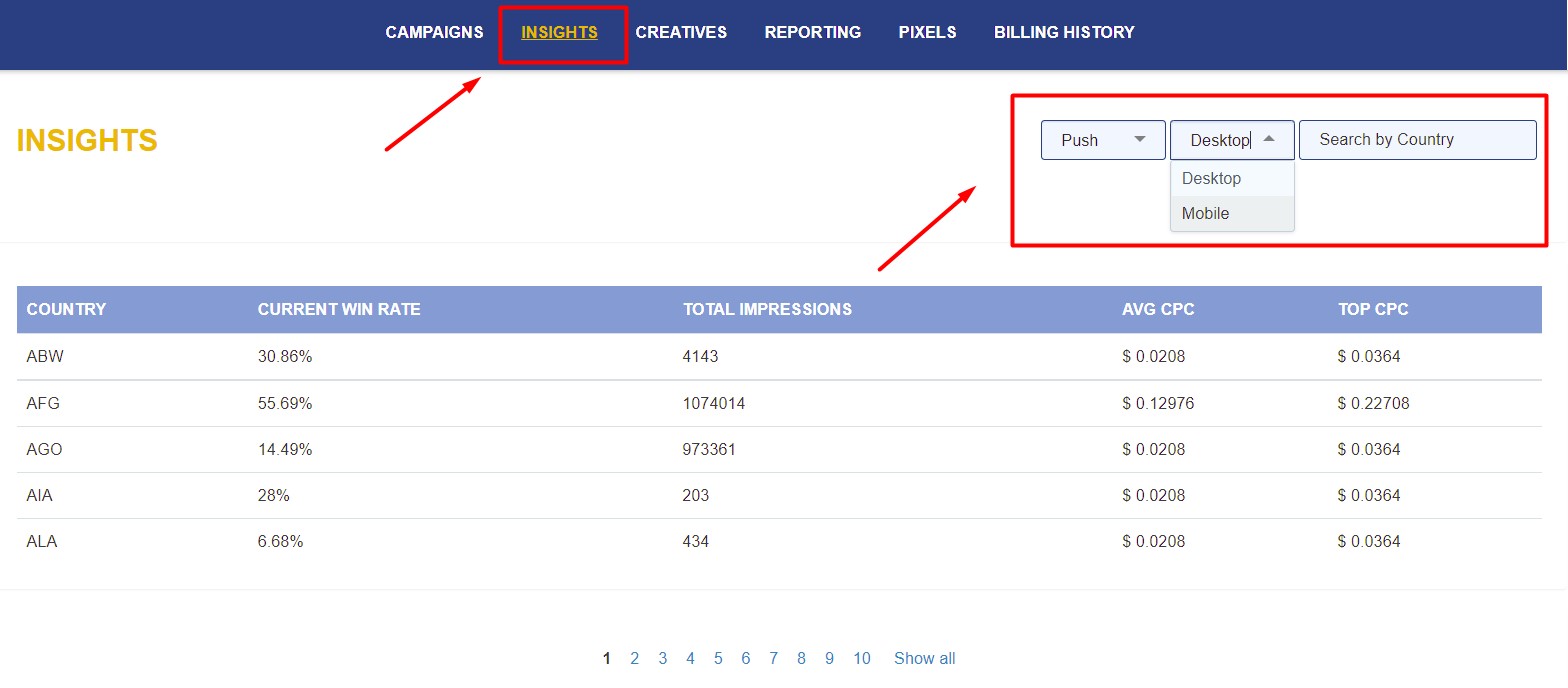 CAMPAIGNS INSIGHTS CREATIVES REPORTING PIXELS BILLING HISTORY
INSIGHTS
Push Desktop Search by Country
Desktop
Mobile
COUNTRY CURRENT WIN RATE TOTAL IMPRESSIONS AVG CPC TOP CPC
ABW 30.86% 4143 $ 0.0208 $ 0.0364
AFG 55.69% 1074014 $ 0.12976 $ 0.22708
AGO 14.49% 973361 $ 0.0208 $ 0.0364
AIA 28% 203 $ 0.0208 $ 0.0364
ALA 6.68% 434 $ 0.0208 $ 0.0364
1 2 3 4 5 6 7 8 9 10 Show all